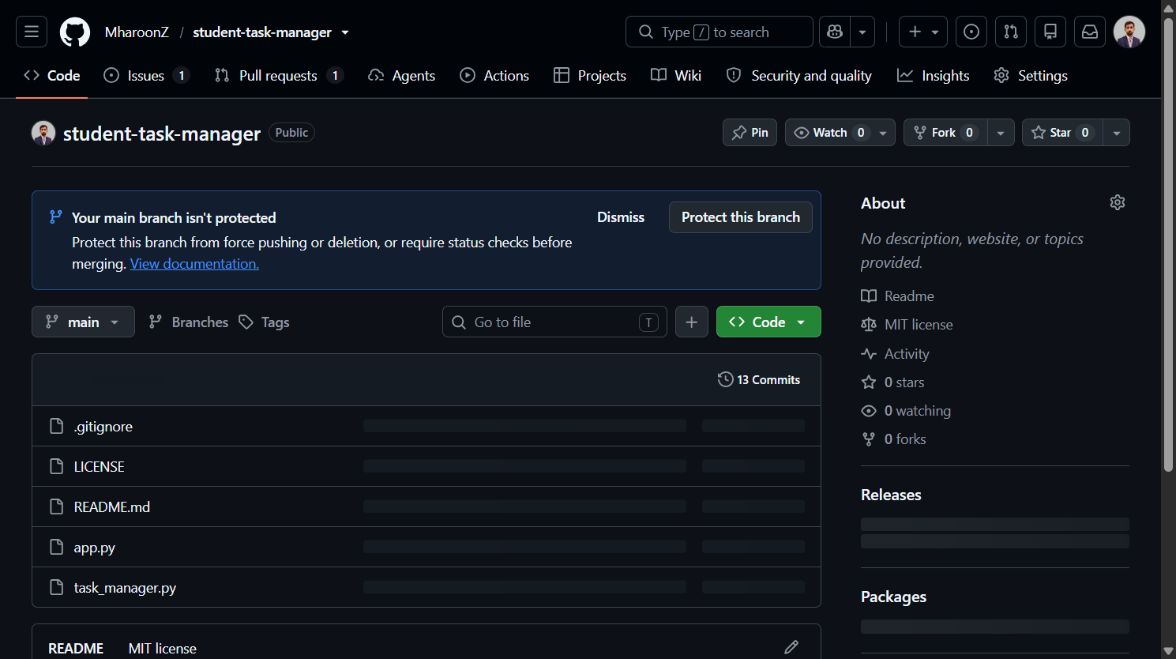 MharoonZ / student-task-manager
Type / to search
Code
Issues 1
Pull requests 1
Agents
Actions
Projects
Wiki
Security and quality
Insights
Settings
student-task-manager Public
Pin
Watch 0
Fork 0
Star 0
Your main branch isn't protected
Protect this branch from force pushing or deletion, or require status checks before
merging. View documentation.
Dismiss
Protect this branch
main
Branches
Tags
Go to file T
Code
13 Commits
.gitignore
LICENSE
README.md
app.py
task_manager.py
README
MIT license
About
No description, website, or topics
provided.
Readme
MIT license
Activity
0 stars
0 watching
0 forks
Releases
Packages